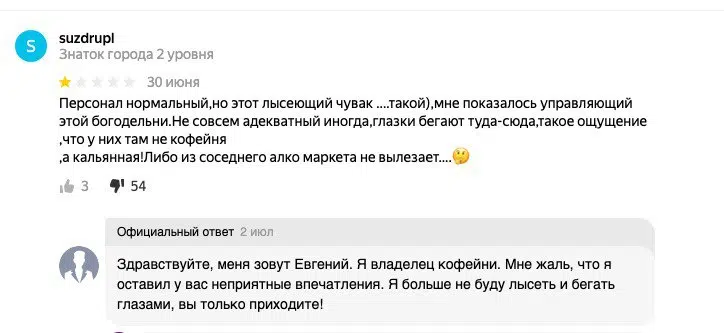 S
suzdrupl
Знаток города 2 уровня
30 июня
Персонал нормальный,но этот лысеющий чувак ....такой),мне показалось управляющий
этой богодельни.Не совсем адекватный иногда,глазки бегают туда-сюда,такое ощущение
,что у них там не кофейня
,а кальянная!Либо из соседнего алко маркета не вылезает....🤔
3 54
Официальный ответ 2 июл
Здравствуйте, меня зовут Евгений. Я владелец кофейни. Мне жаль, что я
оставил у вас неприятные впечатления. Я больше не буду лысеть и бегать
глазами, вы только приходите!